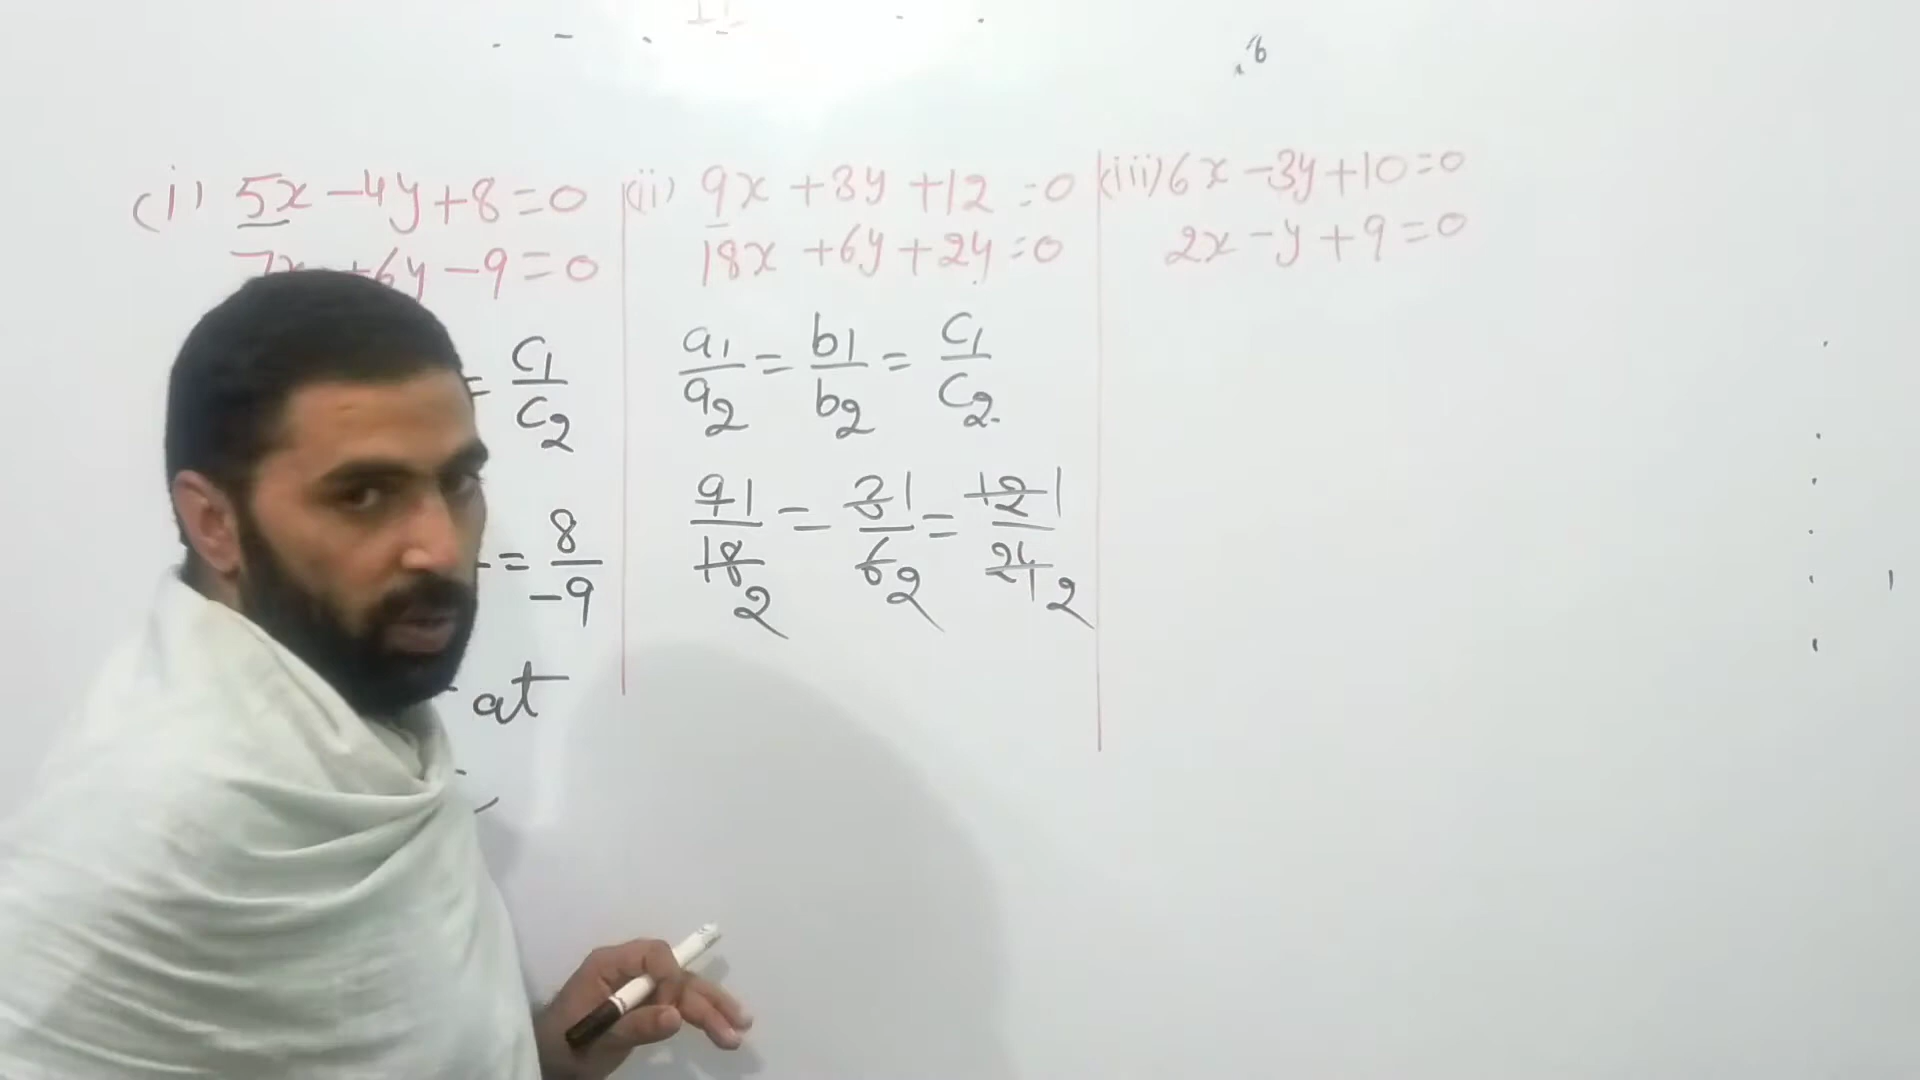 (i) 5x -4y +8 =0
7x +6y -9 =0
= C1/C2
= 8/-9
at
(ii) 9x +3y +12 =0
18x +6y +24 =0
a1/a2 = b1/b2 = C1/C2
9 1/18 2 = 3 1/6 2 = 12 1/24 2
(iii) 6x -3y +10 =0
2x -y +9 =0